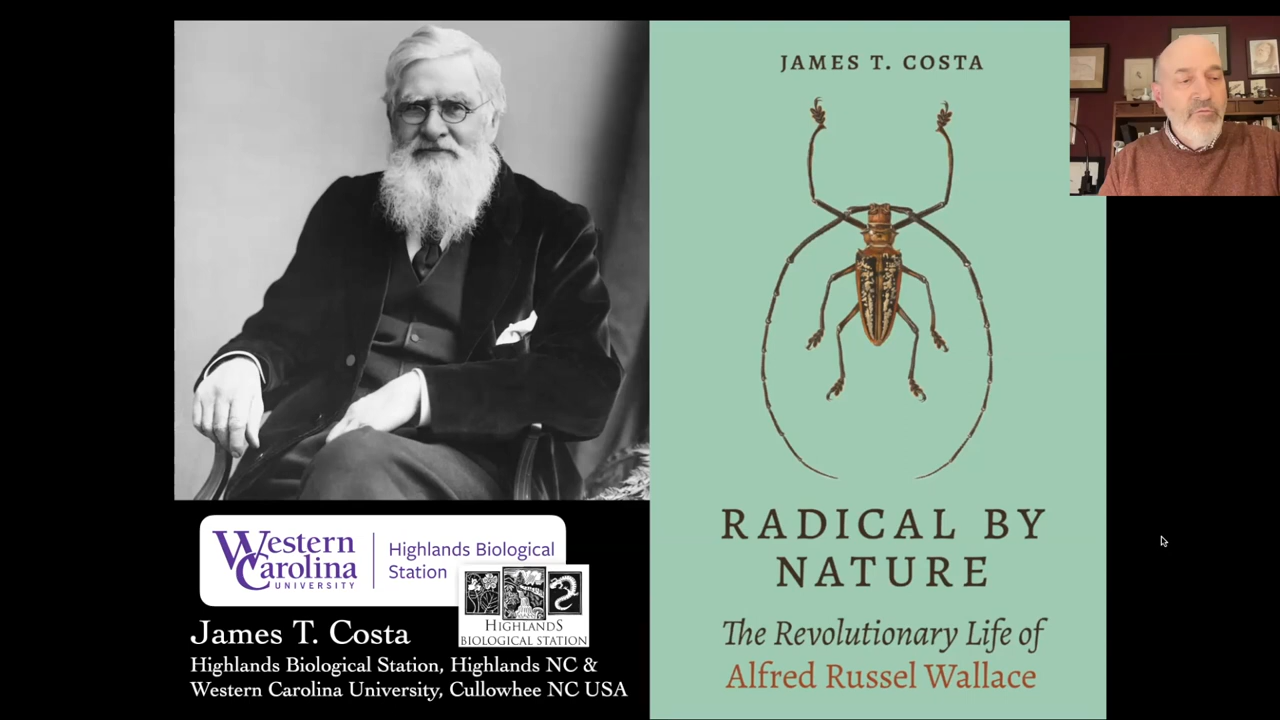 JAMES T. COSTA
RADICAL BY
NATURE
The Revolutionary Life of
Alfred Russel Wallace
Western
Carolina
UNIVERSITY
Highlands Biological
Station
HIGHLANDS
BIOLOGICAL STATION
James T. Costa
Highlands Biological Station, Highlands NC &
Western Carolina University, Cullowhee NC USA